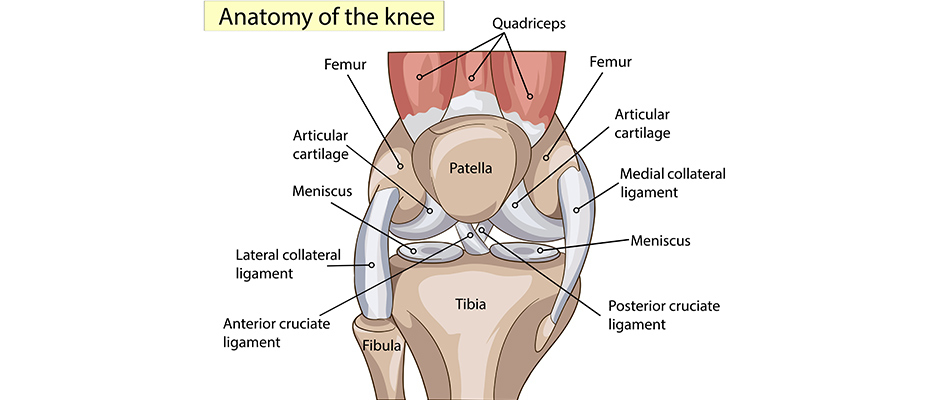 Anatomy of the knee
Quadriceps
Femur
Femur
Articular
cartilage
Articular
cartilage
Patella
Medial collateral
ligament
Meniscus
Meniscus
Lateral collateral
ligament
Tibia
Posterior cruciate
ligament
Anterior cruciate
ligament
Fibula